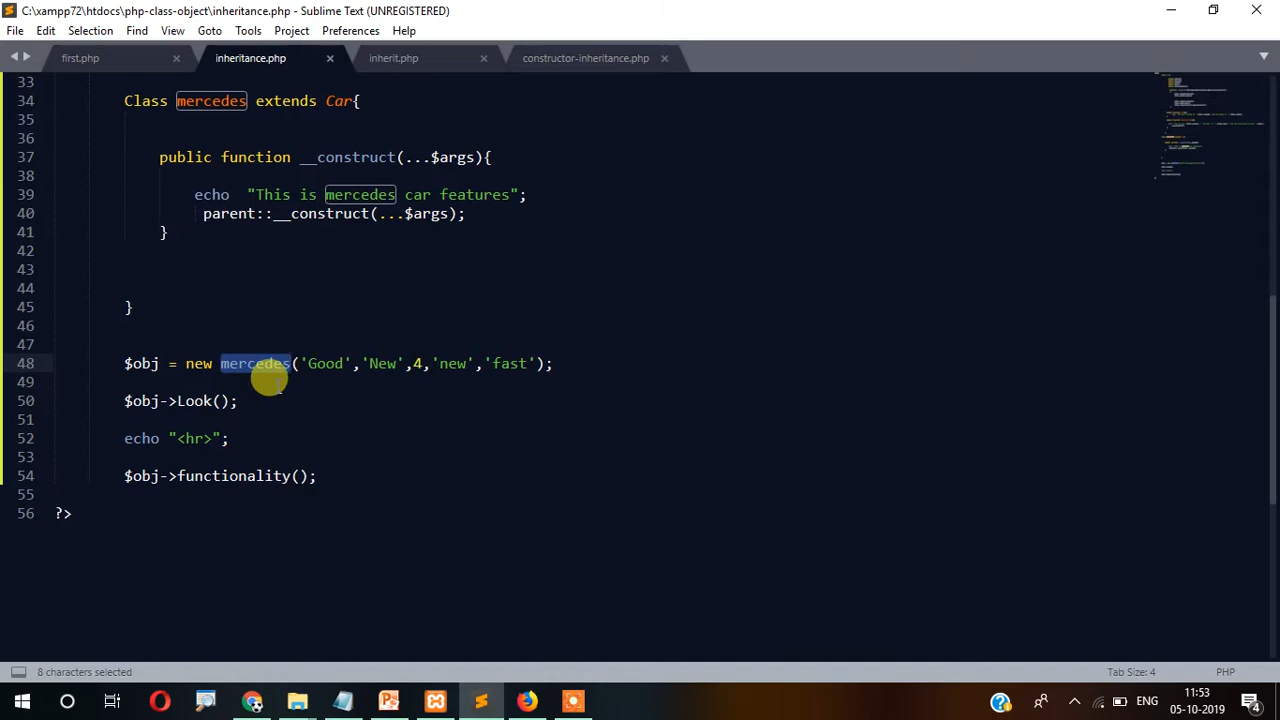 C:\xampp72\htdocs\php-class-object\inheritance.php - Sublime Text (UNREGISTERED)
File Edit Selection Find View Goto Tools Project Preferences Help
first.php inheritance.php inherit.php constructor-inheritance.php
33
34 Class mercedes extends Car{
35
36
37 public function __construct(...$args){
38
39 echo "This is mercedes car features";
40 parent::__construct(...$args);
41 }
42
43
44
45 }
46
47
48 $obj = new mercedes('Good','New',4,'new','fast');
49
50 $obj->Look();
51
52 echo "<hr>";
53
54 $obj->functionality();
55
56 ?>
8 characters selected Tab Size: 4 PHP
ENG 11:53
05-10-2019 4